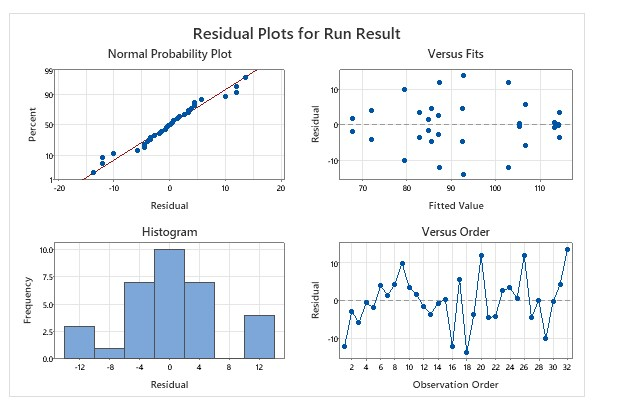 Residual Plots for Run Result
Normal Probability Plot
Versus Fits
99
90
50
10
1
Percent
-20 -10 0 10 20
Residual
10
0
-10
Residual
70 80 90 100 110
Fitted Value
Histogram
Versus Order
10.0
7.5
5.0
2.5
0.0
Frequency
-12 -8 -4 0 4 8 12
Residual
10
0
-10
Residual
2 4 6 8 10 12 14 16 18 20 22 24 26 28 30 32
Observation Order